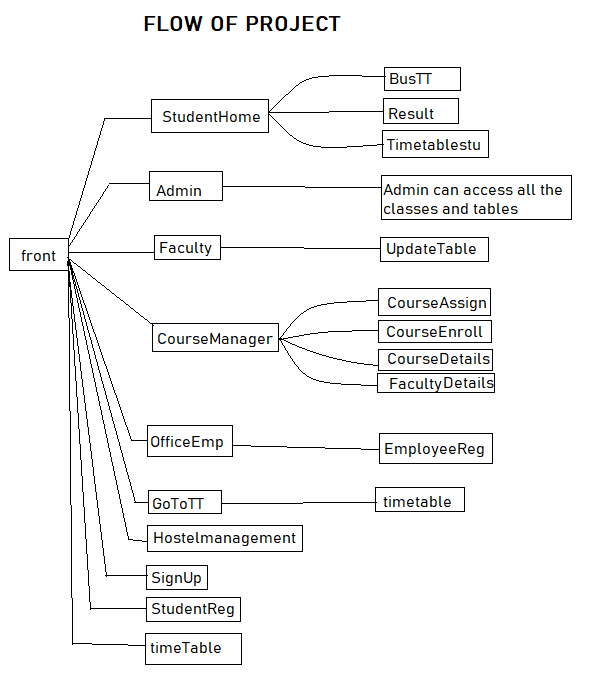 FLOW OF PROJECT
BusTT
StudentHome
Result
Timetablestu
Admin
Admin can access all the
classes and tables
front
Faculty
UpdateTable
CourseManager
CourseAssign
CourseEnroll
CourseDetails
FacultyDetails
OfficeEmp
EmployeeReg
GoToTT
timetable
Hostelmanagement
SignUp
StudentReg
timeTable